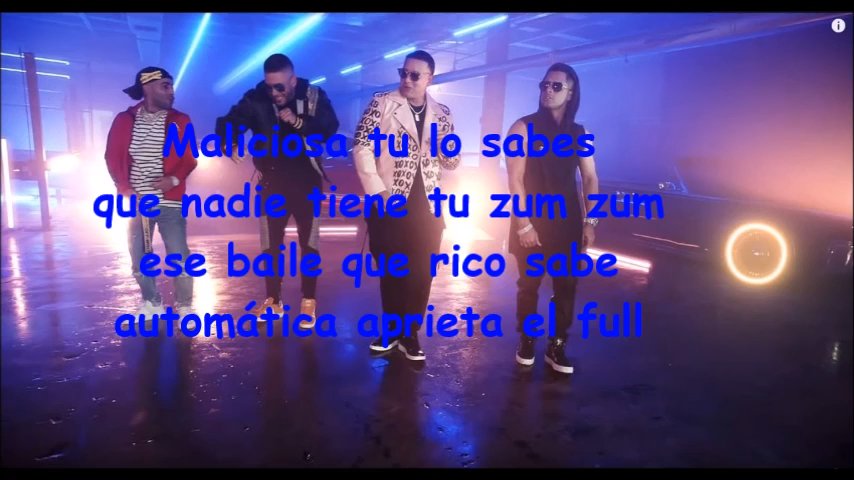 Maliciosa tu lo sabes
que nadie tiene tu zum zum
ese baile que rico sabe
automática aprieta el full